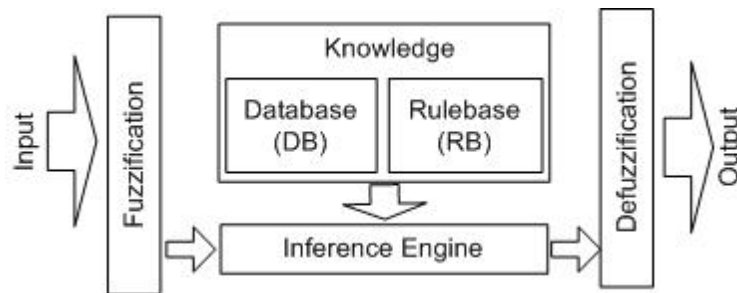 Input
Fuzzification
Knowledge
Database
(DB)
Rulebase
(RB)
Inference Engine
Defuzzification
Output